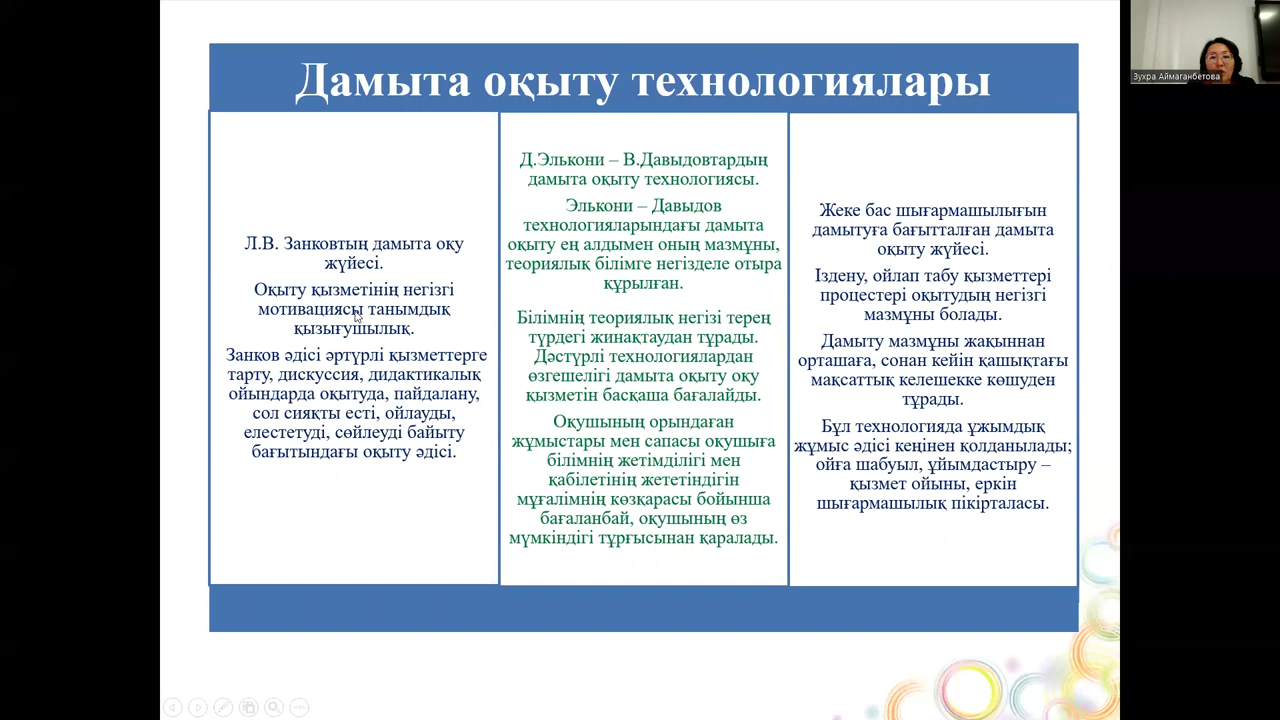 Дамыта оқыту технологиялары
Л.В. Занковтың дамыта оқу
жүйесі.
Оқыту қызметінің негізгі
мотивациясы танымдық
қызығушылық.
Занков әдісі әртүрлі қызметтерге
тарту, дискуссия, дидактикалық
ойындарда оқытуда, пайдалану,
сол сияқты есті, ойлауды,
елестетуді, сөйлеуді байыту
бағытындағы оқыту әдісі.
Д.Элькони – В.Давыдовтардың
дамыта оқыту технологиясы.
Элькони – Давыдов
технологияларындағы дамыта
оқыту ең алдымен оның мазмұны,
теориялық білімге негізделе отыра
құрылған.
Білімнің теориялық негізі терең
түрдегі жинақтаудан тұрады.
Дәстүрлі технологиялардан
өзгешелігі дамыта оқыту оқу
қызметін басқаша бағалайды.
Оқушының орындаған
жұмыстары мен сапасы оқушыға
білімнің жетімділігі мен
қабілетінің жететіндігін
мұғалімнің көзқарасы бойынша
бағаланбай, оқушының өз
мүмкіндігі тұрғысынан қаралады.
Жеке бас шығармашылығын
дамытуға бағытталған дамыта
оқыту жүйесі.
Іздену, ойлап табу қызметтері
процестері оқытудың негізгі
мазмұны болады.
Дамыту мазмұны жақыннан
орташаға, сонан кейін қашықтағы
мақсаттық келешекке көшуден
тұрады.
Бұл технологияда ұжымдық
жұмыс әдісі кеңінен қолданылады;
ойға шабуыл, ұйымдастыру –
қызмет ойыны, еркін
шығармашылық пікірталасы.
Зухра Аймаганбетова